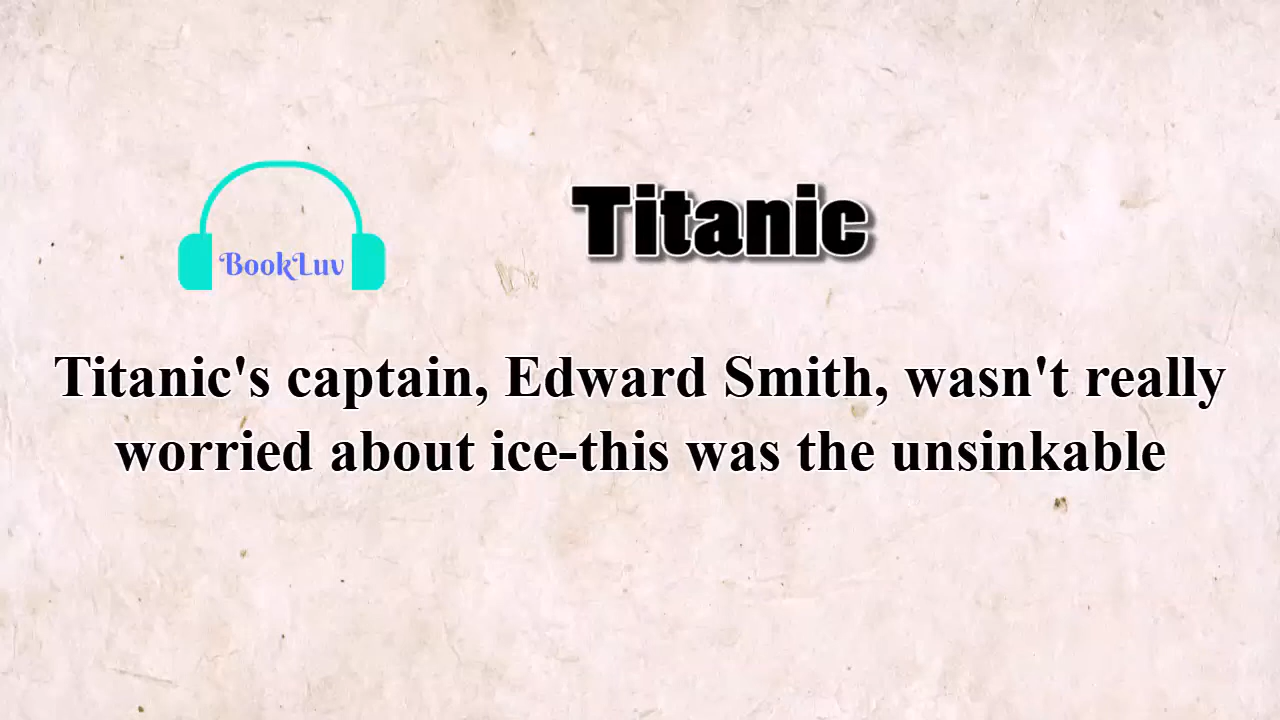 BookLuv
Titanic
Titanic's captain, Edward Smith, wasn't really
worried about ice-this was the unsinkable